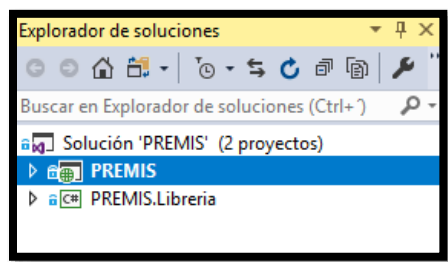 Explorador de soluciones
Buscar en Explorador de soluciones (Ctrl+´)
Solución 'PREMIS' (2 proyectos)
PREMIS
C# PREMIS.Libreria